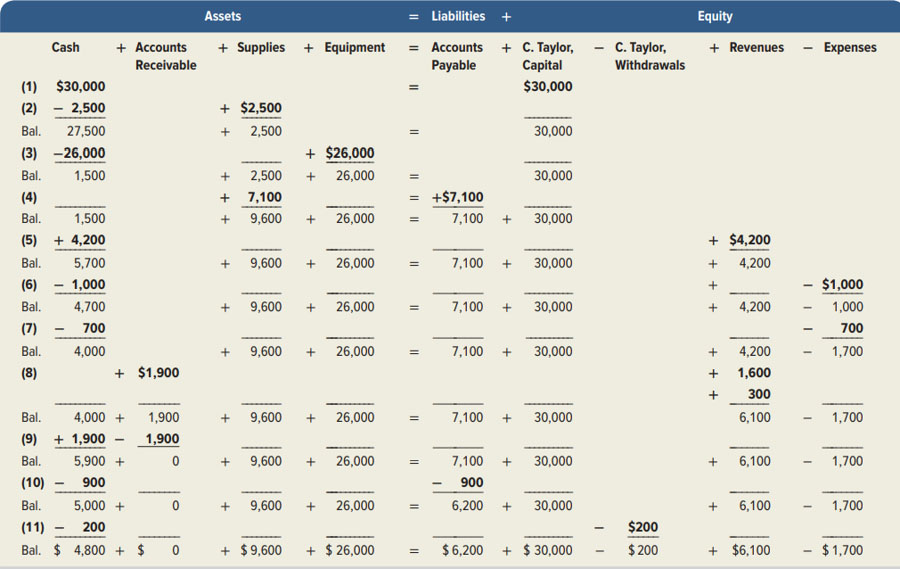 Assets = Liabilities + Equity
Cash + Accounts Receivable + Supplies + Equipment = Accounts Payable + C. Taylor, Capital − C. Taylor, Withdrawals + Revenues − Expenses
(1) $30,000 = $30,000
(2) − 2,500 + $2,500
Bal. 27,500 + 2,500 = 30,000
(3) −26,000 + $26,000
Bal. 1,500 + 2,500 + 26,000 = 30,000
(4) + 7,100 = +$7,100
Bal. 1,500 + 9,600 + 26,000 = 7,100 + 30,000
(5) + 4,200 + $4,200
Bal. 5,700 + 9,600 + 26,000 = 7,100 + 30,000 + 4,200
(6) − 1,000 + − $1,000
Bal. 4,700 + 9,600 + 26,000 = 7,100 + 30,000 + 4,200 − 1,000
(7) − 700 − 700
Bal. 4,000 + 9,600 + 26,000 = 7,100 + 30,000 + 4,200 − 1,700
(8) + $1,900 + 1,600
+ 300
Bal. 4,000 + 1,900 + 9,600 + 26,000 = 7,100 + 30,000 6,100 − 1,700
(9) + 1,900 − 1,900
Bal. 5,900 + 0 + 9,600 + 26,000 = 7,100 + 30,000 + 6,100 − 1,700
(10) − 900 − 900
Bal. 5,000 + 0 + 9,600 + 26,000 = 6,200 + 30,000 + 6,100 − 1,700
(11) − 200 − $200
Bal. $ 4,800 + $ 0 + $ 9,600 + $ 26,000 = $ 6,200 + $ 30,000 − $ 200 + $6,100 − $ 1,700